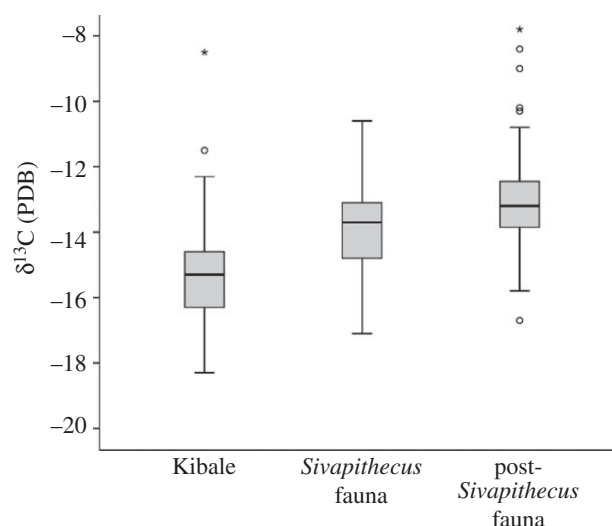 −8
−10
−12
−14
−16
−18
−20
δ¹³C (PDB)
Kibale
Sivapithecus
fauna
post-
Sivapithecus
fauna